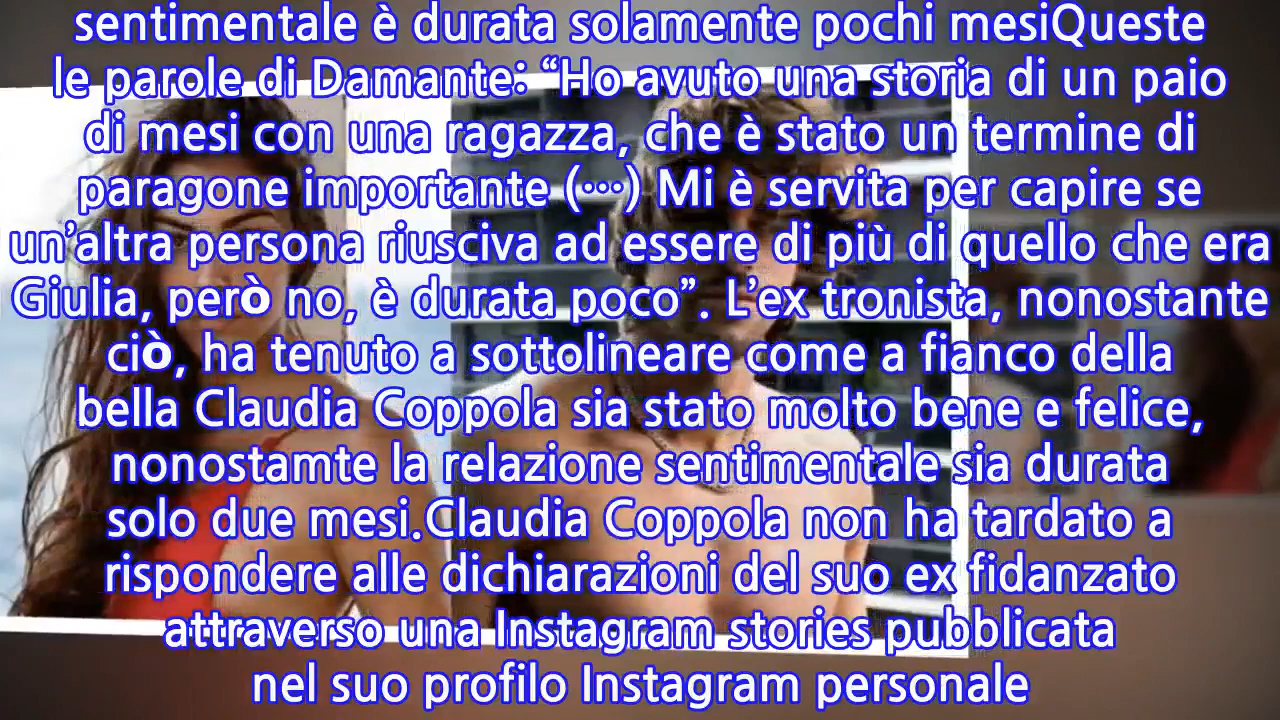 sentimentale è durata solamente pochi mesiQueste
le parole di Damante: “Ho avuto una storia di un paio
di mesi con una ragazza, che è stato un termine di
paragone importante (…) Mi è servita per capire se
un’altra persona riusciva ad essere di più di quello che era
Giulia, però no, è durata poco”. L’ex tronista, nonostante
ciò, ha tenuto a sottolineare come a fianco della
bella Claudia Coppola sia stato molto bene e felice,
nonostamte la relazione sentimentale sia durata
solo due mesi.Claudia Coppola non ha tardato a
rispondere alle dichiarazioni del suo ex fidanzato
attraverso una Instagram stories pubblicata
nel suo profilo Instagram personale